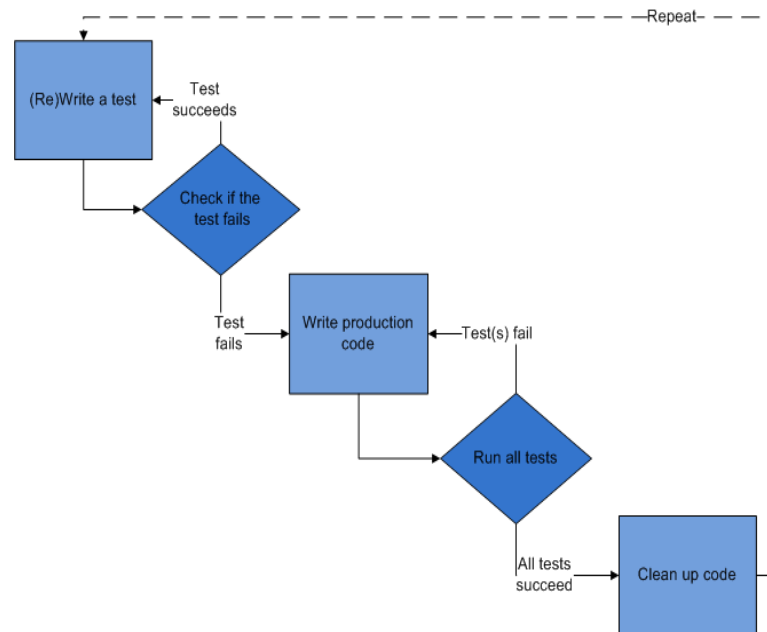 Repeat
(Re)Write a test
Test
succeeds
Check if the
test fails
Test
fails
Write production
code
Test(s) fail
Run all tests
All tests
succeed
Clean up code